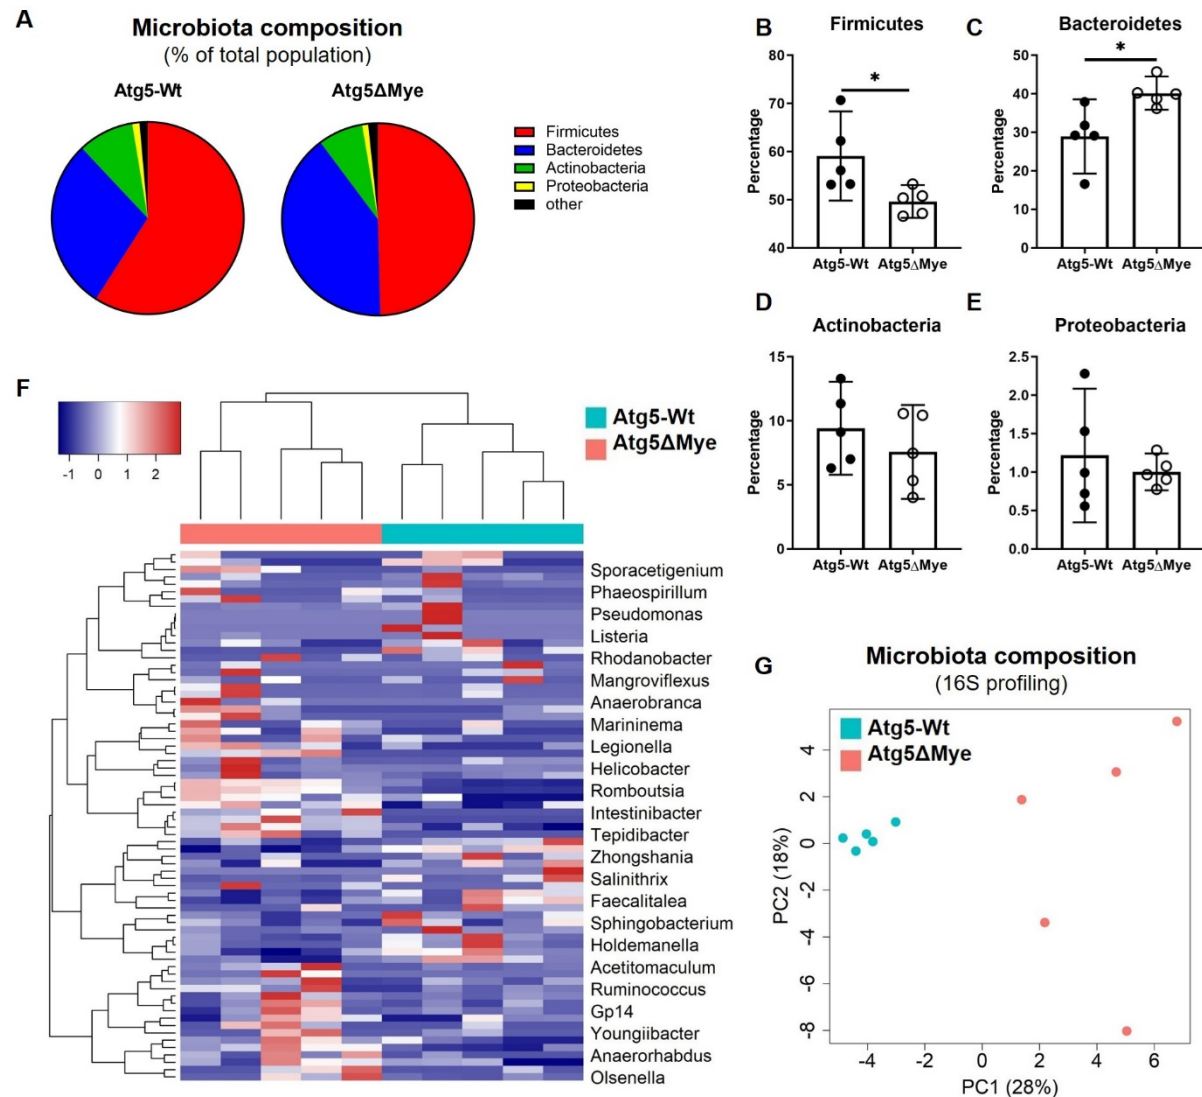 A
Microbiota composition
(% of total population)
Atg5-Wt
Atg5ΔMye
Firmicutes
Bacteroidetes
Actinobacteria
Proteobacteria
other
B
Firmicutes
Percentage
80
70
60
50
40
*
Atg5-Wt
Atg5ΔMye
C
Bacteroidetes
Percentage
50
40
30
20
10
0
*
Atg5-Wt
Atg5ΔMye
D
Actinobacteria
Percentage
15
10
5
0
Atg5-Wt
Atg5ΔMye
E
Proteobacteria
Percentage
2.5
2.0
1.5
1.0
0.5
0.0
Atg5-Wt
Atg5ΔMye
F
-1 0 1 2
Atg5-Wt
Atg5ΔMye
Sporacetigenium
Phaeospirillum
Pseudomonas
Listeria
Rhodanobacter
Mangroviflexus
Anaerobranca
Marininema
Legionella
Helicobacter
Romboutsia
Intestinibacter
Tepidibacter
Zhongshania
Salinithrix
Faecalitalea
Sphingobacterium
Holdemanella
Acetitomaculum
Ruminococcus
Gp14
Youngiibacter
Anaerorhabdus
Olsenella
G
Microbiota composition
(16S profiling)
Atg5-Wt
Atg5ΔMye
PC2 (18%)
4
2
0
-2
-4
-6
-8
-4 -2 0 2 4 6
PC1 (28%)